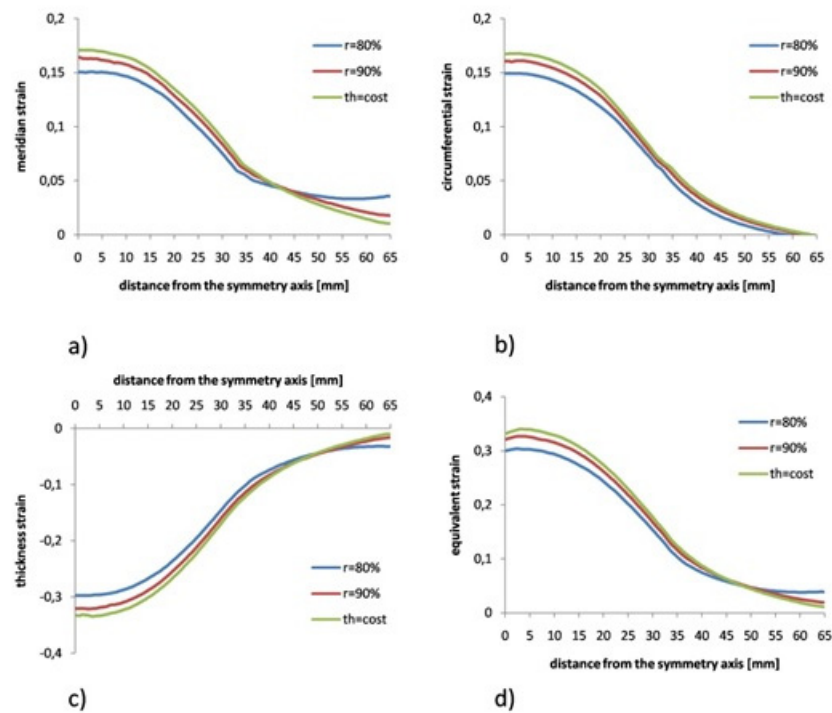 0,2
0,15
0,1
0,05
0
meridian strain
r=80%
r=90%
th=cost
0 5 10 15 20 25 30 35 40 45 50 55 60 65
distance from the symmetry axis [mm]
a)
0,2
0,15
0,1
0,05
0
circumferential strain
r=80%
r=90%
th=cost
0 5 10 15 20 25 30 35 40 45 50 55 60 65
distance from the symmetry axis [mm]
b)
distance from the symmetry axis [mm]
0 5 10 15 20 25 30 35 40 45 50 55 60 65
0
-0,1
-0,2
-0,3
-0,4
thickness strain
r=80%
r=90%
th=cost
c)
0,4
0,3
0,2
0,1
0
equivalent strain
r=80%
r=90%
th=cost
0 5 10 15 20 25 30 35 40 45 50 55 60 65
distance from the symmetry axis [mm]
d)